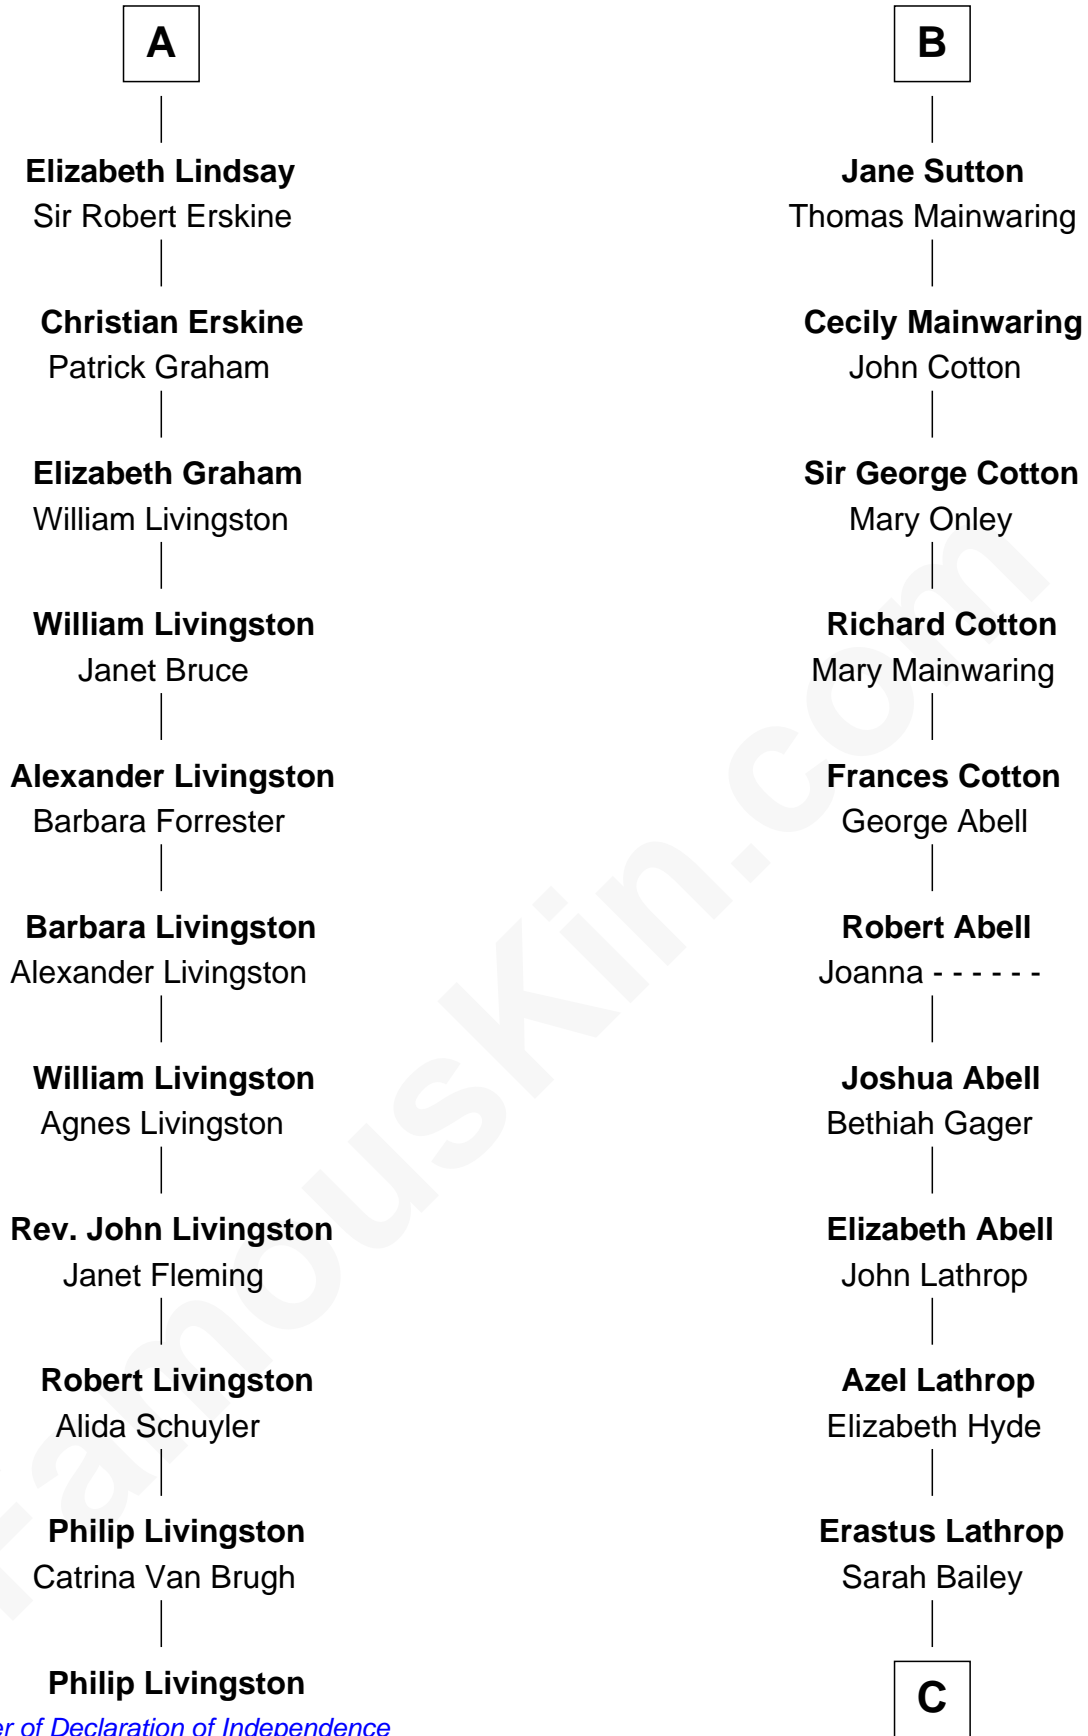 A
Elizabeth Lindsay
Sir Robert Erskine
Christian Erskine
Patrick Graham
Elizabeth Graham
William Livingston
William Livingston
Janet Bruce
Alexander Livingston
Barbara Forrester
Barbara Livingston
Alexander Livingston
William Livingston
Agnes Livingston
Rev. John Livingston
Janet Fleming
Robert Livingston
Alida Schuyler
Philip Livingston
Catrina Van Brugh
Philip Livingston
er of Declaration of Independence
B
Jane Sutton
Thomas Mainwaring
Cecily Mainwaring
John Cotton
Sir George Cotton
Mary Onley
Richard Cotton
Mary Mainwaring
Frances Cotton
George Abell
Robert Abell
Joanna - - - - - -
Joshua Abell
Bethiah Gager
Elizabeth Abell
John Lathrop
Azel Lathrop
Elizabeth Hyde
Erastus Lathrop
Sarah Bailey
C
FamousKin.com